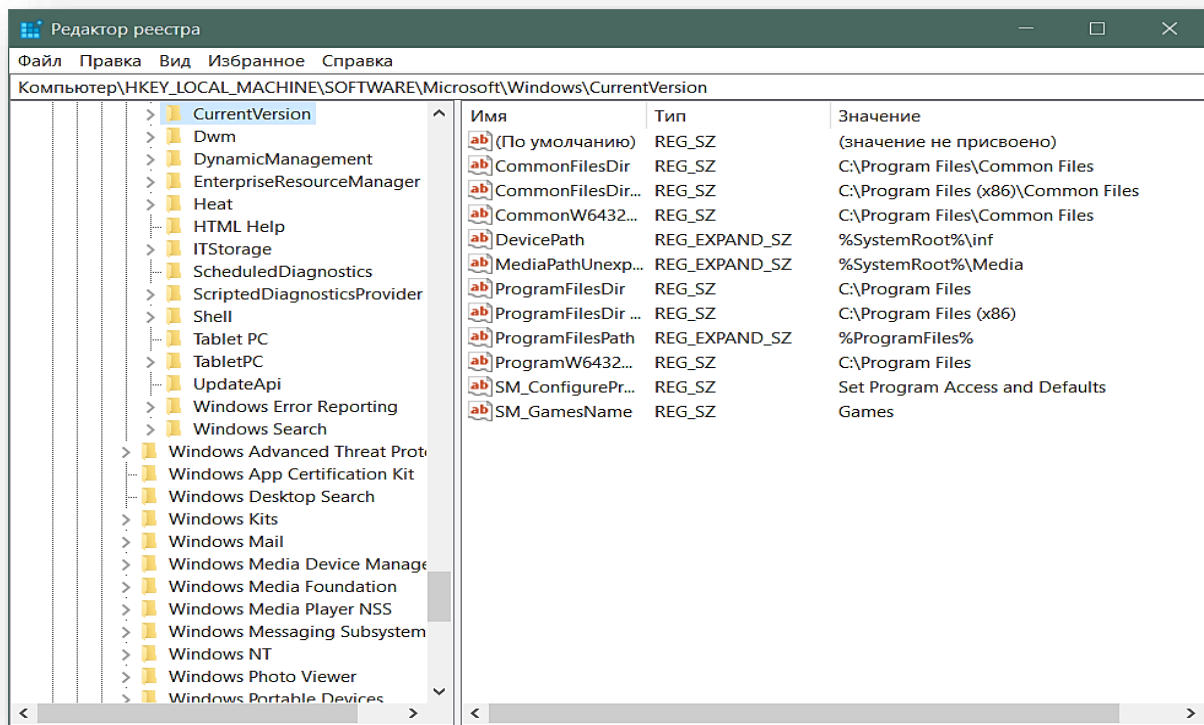 Редактор реестра
Файл Правка Вид Избранное Справка
Компьютер\HKEY_LOCAL_MACHINE\SOFTWARE\Microsoft\Windows\CurrentVersion
CurrentVersion
Dwm
DynamicManagement
EnterpriseResourceManager
Heat
HTML Help
ITStorage
ScheduledDiagnostics
ScriptedDiagnosticsProvider
Shell
Tablet PC
TabletPC
UpdateApi
Windows Error Reporting
Windows Search
Windows Advanced Threat Prote
Windows App Certification Kit
Windows Desktop Search
Windows Kits
Windows Mail
Windows Media Device Manage
Windows Media Foundation
Windows Media Player NSS
Windows Messaging Subsystem
Windows NT
Windows Photo Viewer
Windows Portable Devices
Имя Тип Значение
(По умолчанию) REG_SZ (значение не присвоено)
CommonFilesDir REG_SZ C:\Program Files\Common Files
CommonFilesDir... REG_SZ C:\Program Files (x86)\Common Files
CommonW6432... REG_SZ C:\Program Files\Common Files
DevicePath REG_EXPAND_SZ %SystemRoot%\inf
MediaPathUnexp... REG_EXPAND_SZ %SystemRoot%\Media
ProgramFilesDir REG_SZ C:\Program Files
ProgramFilesDir ... REG_SZ C:\Program Files (x86)
ProgramFilesPath REG_EXPAND_SZ %ProgramFiles%
ProgramW6432... REG_SZ C:\Program Files
SM_ConfigurePr... REG_SZ Set Program Access and Defaults
SM_GamesName REG_SZ Games